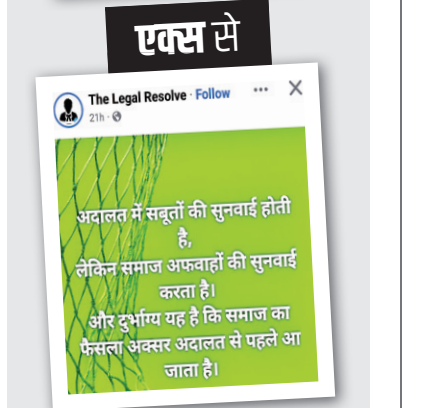 एक्स से
The Legal Resolve · Follow ··· X
21h ·
अदालत में सबूतों की सुनवाई होती
है,
लेकिन समाज अफवाहों की सुनवाई
करता है।
और दुर्भाग्य यह है कि समाज का
फैसला अक्सर अदालत से पहले आ
जाता है।